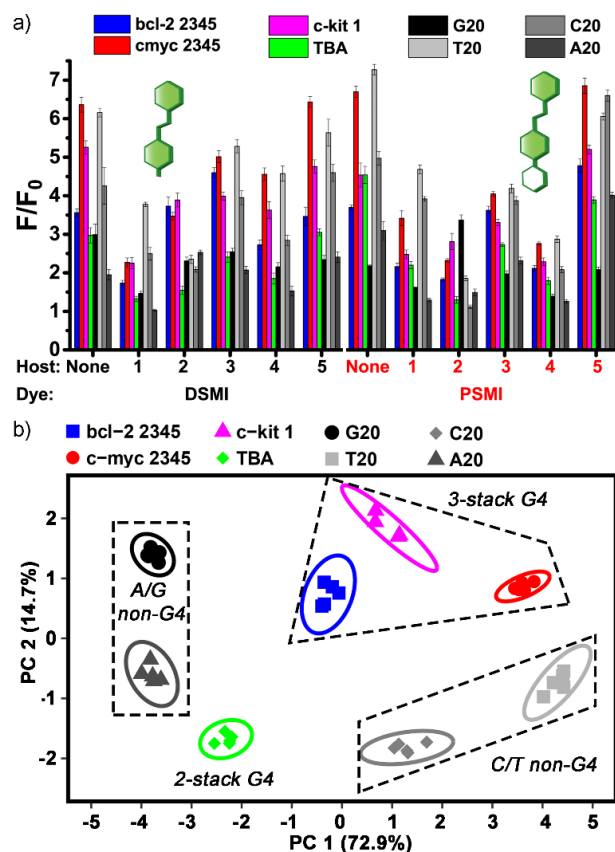 a)
bcl-2 2345 c-kit 1 G20 C20
cmyc 2345 TBA T20 A20
F/F0
7
6
5
4
3
2
1
0
Host: None 1 2 3 4 5 None 1 2 3 4 5
Dye: DSMI PSMI
b)
bcl−2 2345 c−kit 1 G20 C20
c−myc 2345 TBA T20 A20
3-stack G4
A/G
non-G4
2-stack G4
C/T non-G4
PC 2 (14.7%)
2
1
0
-1
-2
-5 -4 -3 -2 -1 0 1 2 3 4 5
PC 1 (72.9%)